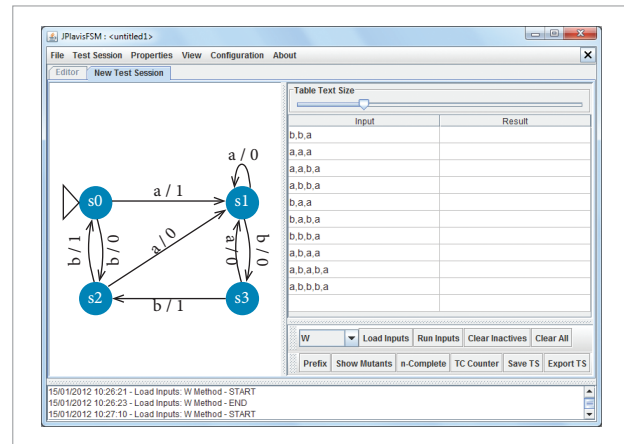 JPlavisFSM : <untitled1>
File Test Session Properties View Configuration About
Editor New Test Session
Table Text Size
Input Result
b,b,a
a,a,a
a,a,b,a
a,b,b,a
b,a,a
b,a,b,a
b,b,b,a
a,b,a,a
a,b,a,b,a
a,b,b,b,a
a / 0
s0
a / 1
s1
b / 1
b / 0
a / 0
a / 0
b / 0
s2
b / 1
s3
W Load Inputs Run Inputs Clear Inactives Clear All
Prefix Show Mutants n-Complete TC Counter Save TS Export TS
15/01/2012 10:26:21 - Load Inputs: W Method - START
15/01/2012 10:26:23 - Load Inputs: W Method - END
15/01/2012 10:27:10 - Load Inputs: W Method - START